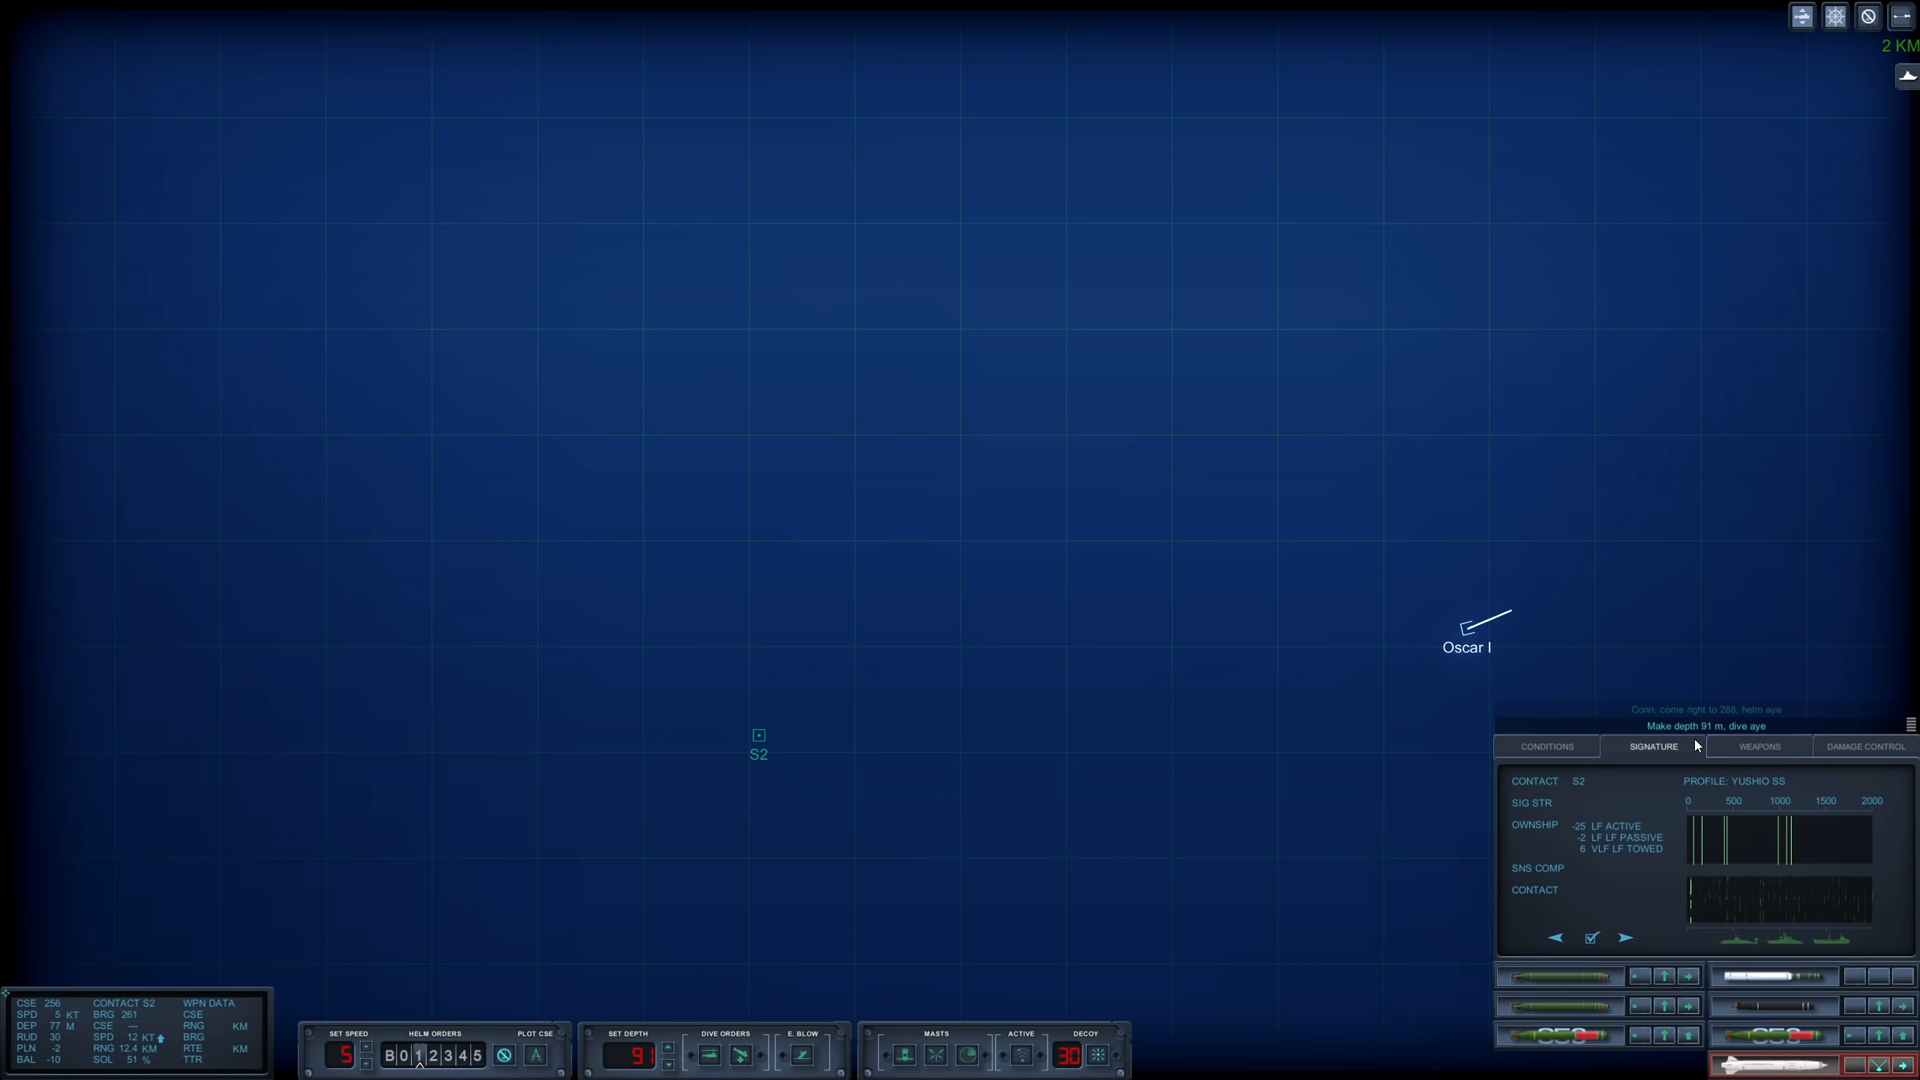 2 KM
Oscar I
S2
Conn, come right to 288, helm aye
Make depth 91 m, dive aye
CONDITIONS SIGNATURE WEAPONS DAMAGE CONTROL
CONTACT S2 PROFILE: YUSHIO SS
SIG STR 0 500 1000 1500 2000
OWNSHIP -25 LF ACTIVE
-2 LF LF PASSIVE
6 VLF LF TOWED
SNS COMP
CONTACT
CSE 256 CONTACT S2 WPN DATA
SPD 5 KT BRG 261 CSE
DEP 77 M CSE --- RNG KM
RUD 30 SPD 12 KT BRG
PLN -2 RNG 12.4 KM RTE KM
BAL -10 SOL 51 % TTR
SET SPEED HELM ORDERS PLOT CSE
5 B 0 1 2 3 4 5
SET DEPTH DIVE ORDERS E. BLOW
91
MASTS ACTIVE DECOY
30